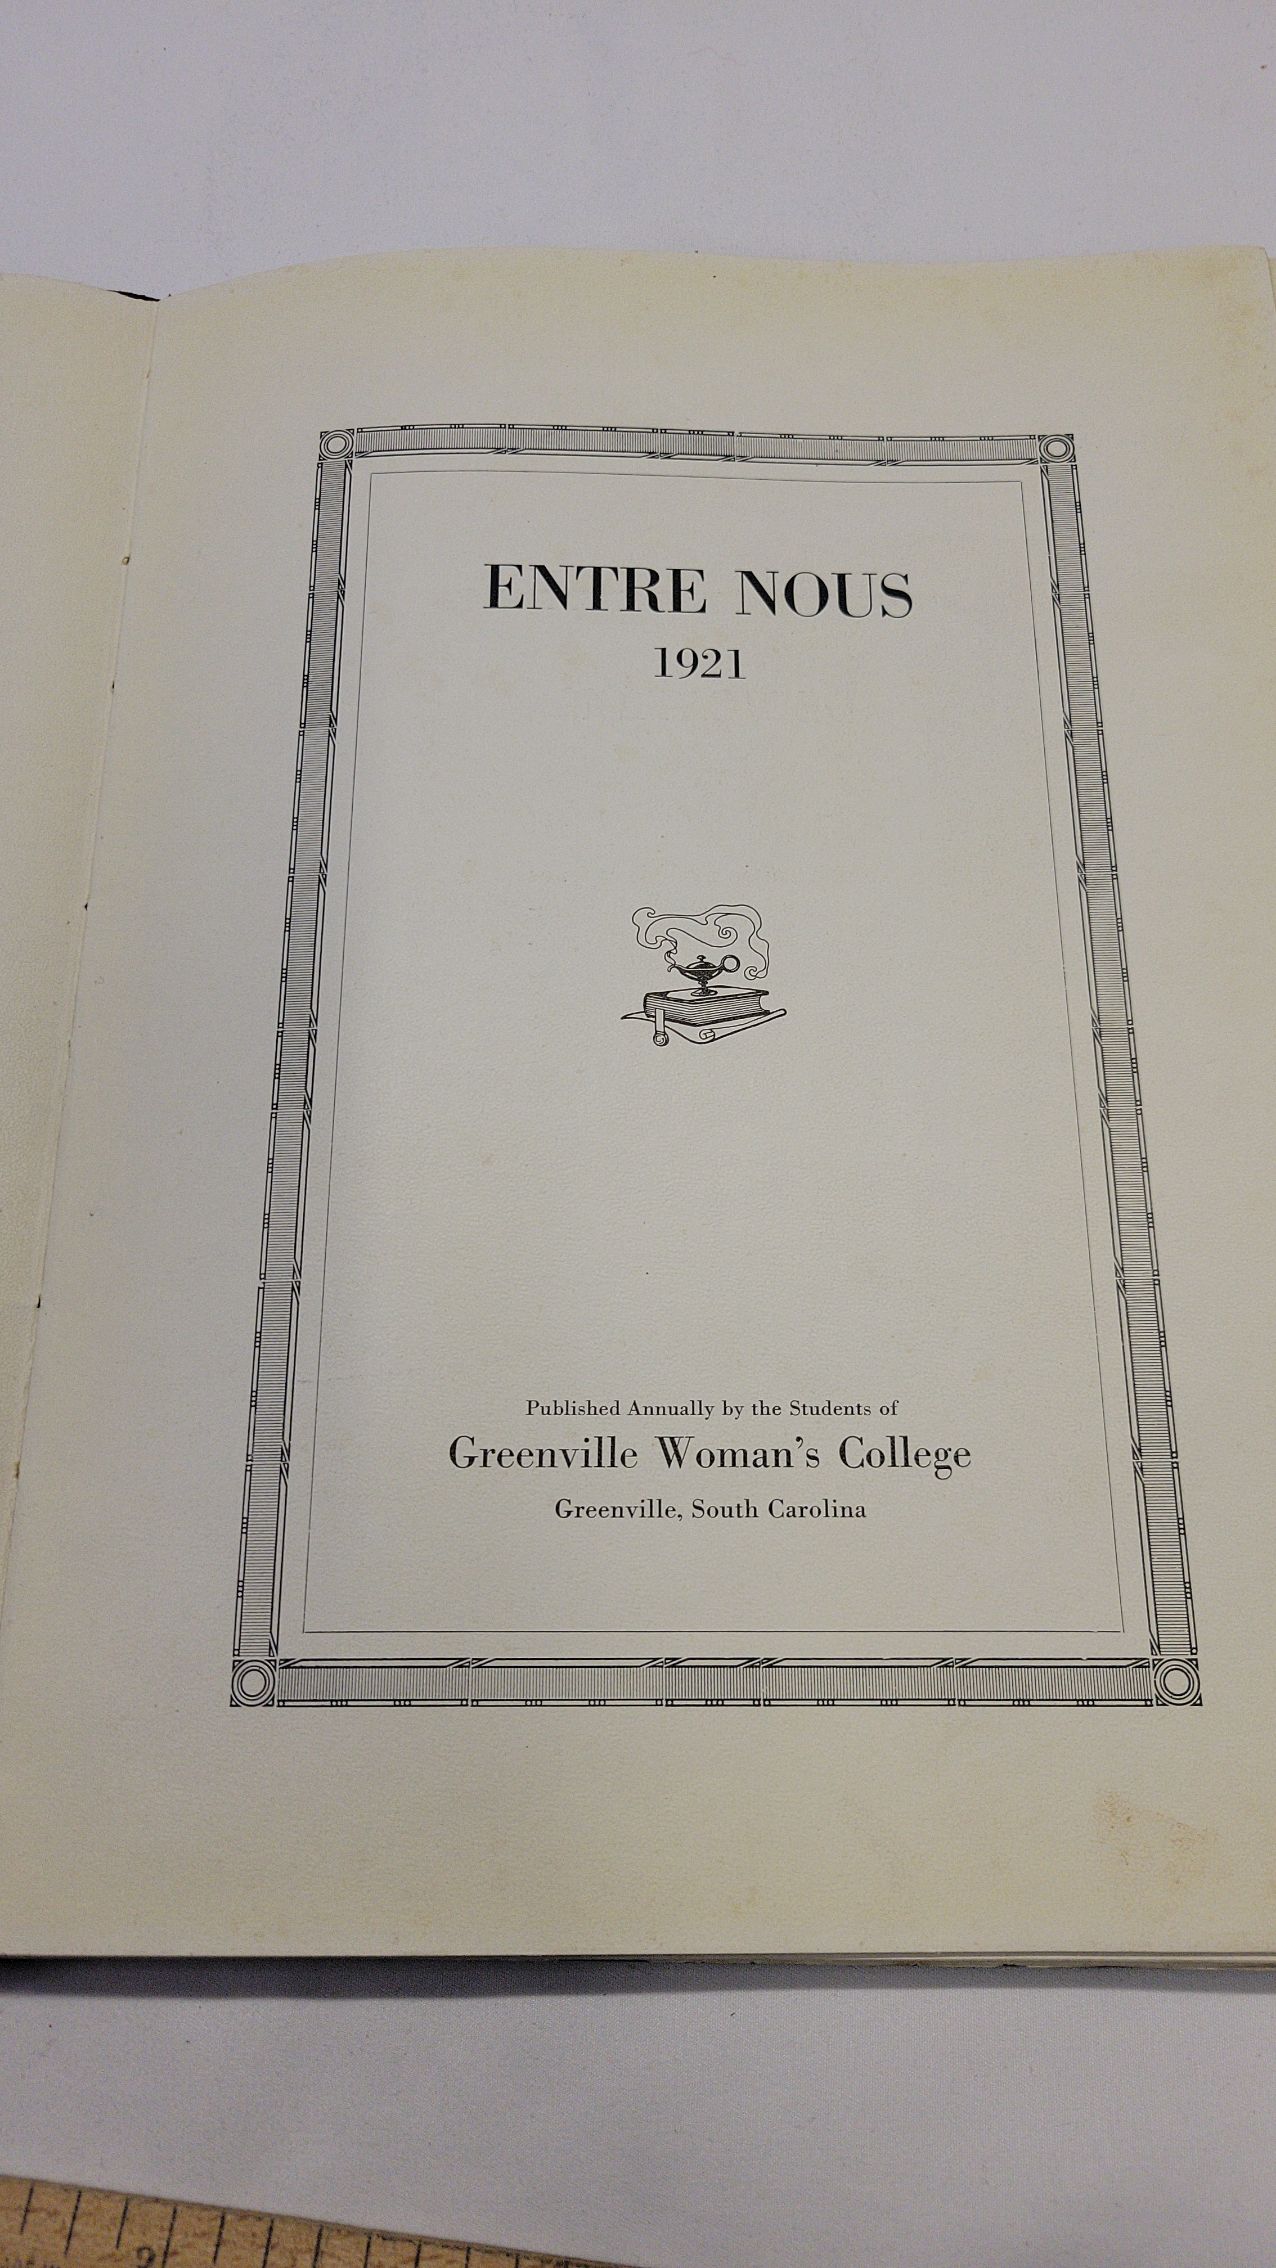 ENTRE NOUS
1921
Published Annually by the Students of
Greenville Woman's College
Greenville, South Carolina